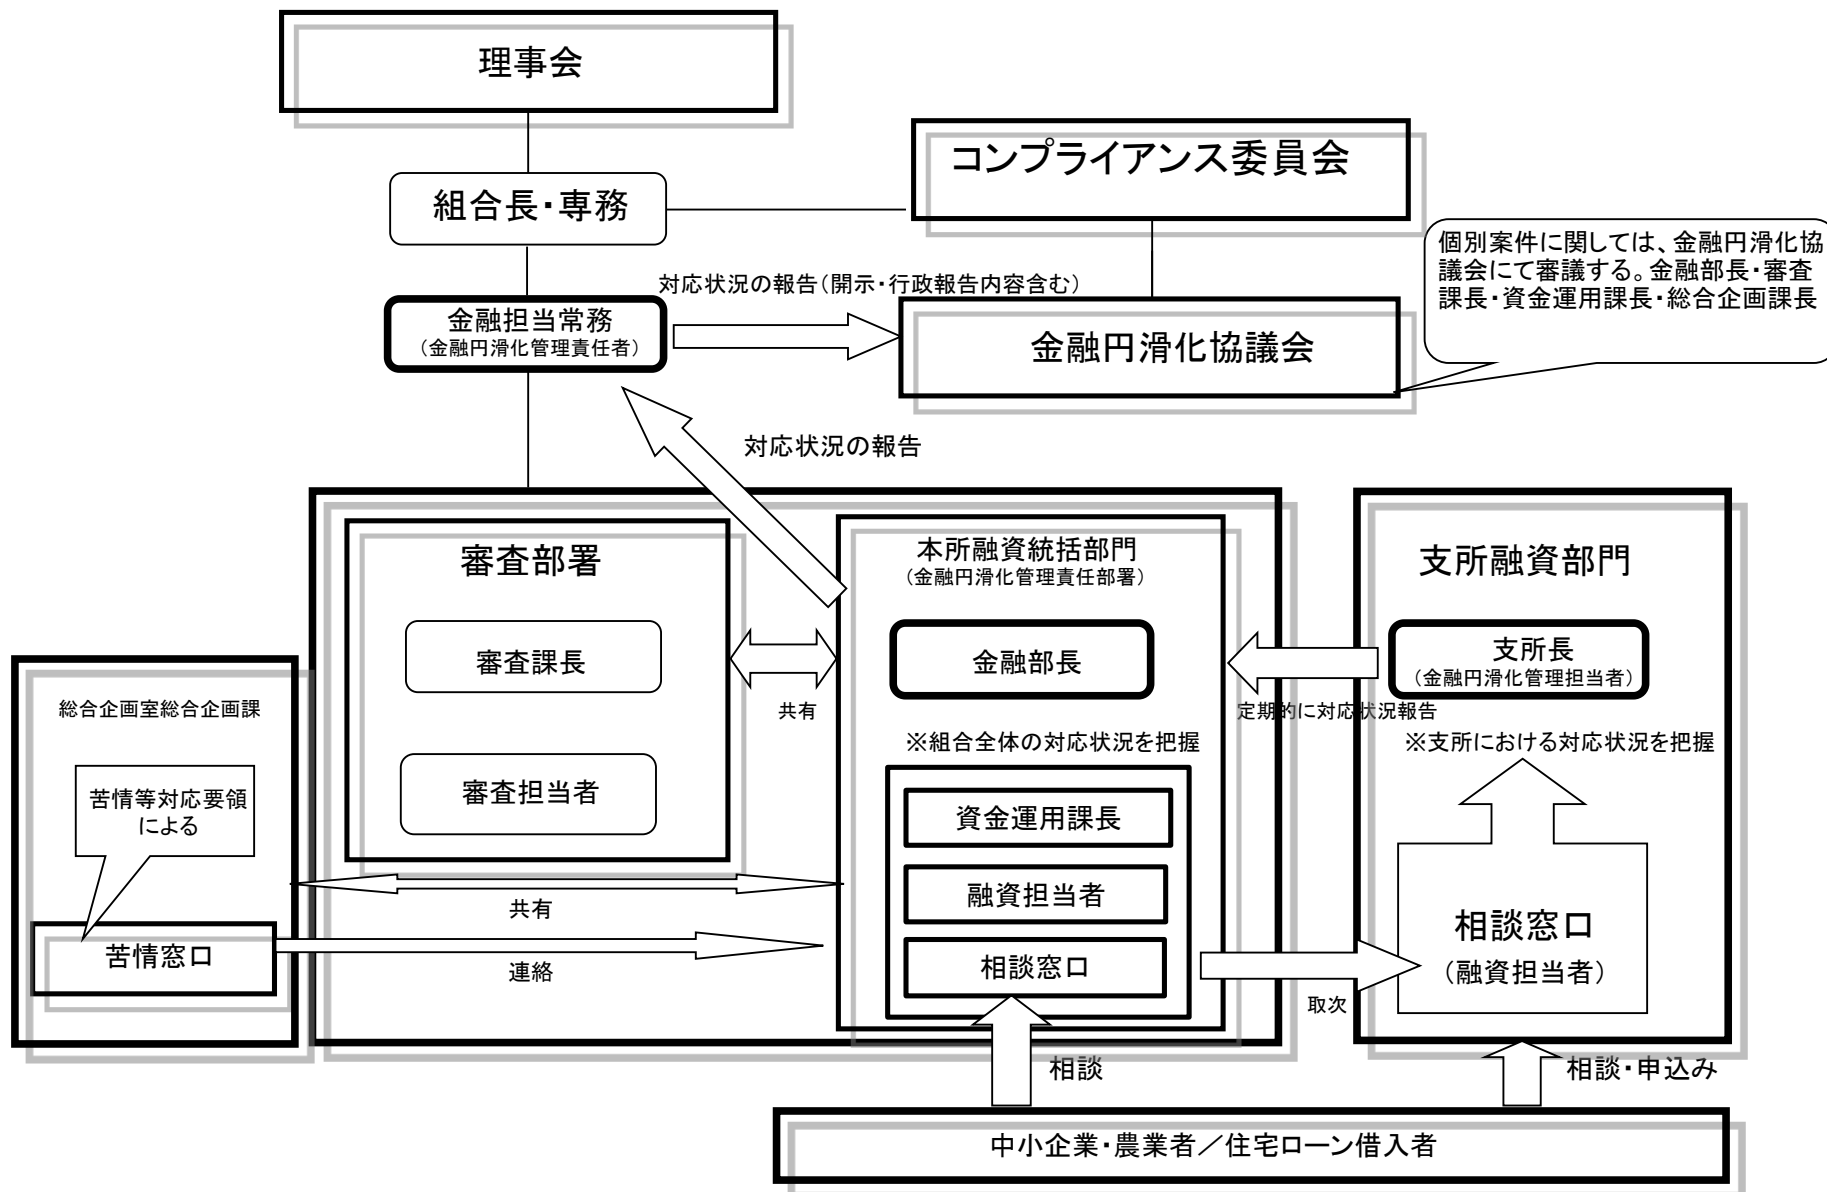 理事会
コンプライアンス委員会
組合長・専務
個別案件に関しては、金融円滑化協
議会にて審議する。金融部長・審査
課長・資金運用課長・総合企画課長
対応状況の報告（開示・行政報告内容含む）
金融担当常務
（金融円滑化管理責任者）
金融円滑化協議会
対応状況の報告
審査部署
本所融資統括部門
（金融円滑化管理責任部署）
支所融資部門
審査課長
共有
金融部長
支所長
（金融円滑化管理担当者）
定期的に対応状況報告
総合企画室総合企画課
※組合全体の対応状況を把握
※支所における対応状況を把握
苦情等対応要領
による
審査担当者
資金運用課長
融資担当者
共有
相談窓口
（融資担当者）
苦情窓口
連絡
相談窓口
取次
相談
相談・申込み
中小企業・農業者／住宅ローン借入者